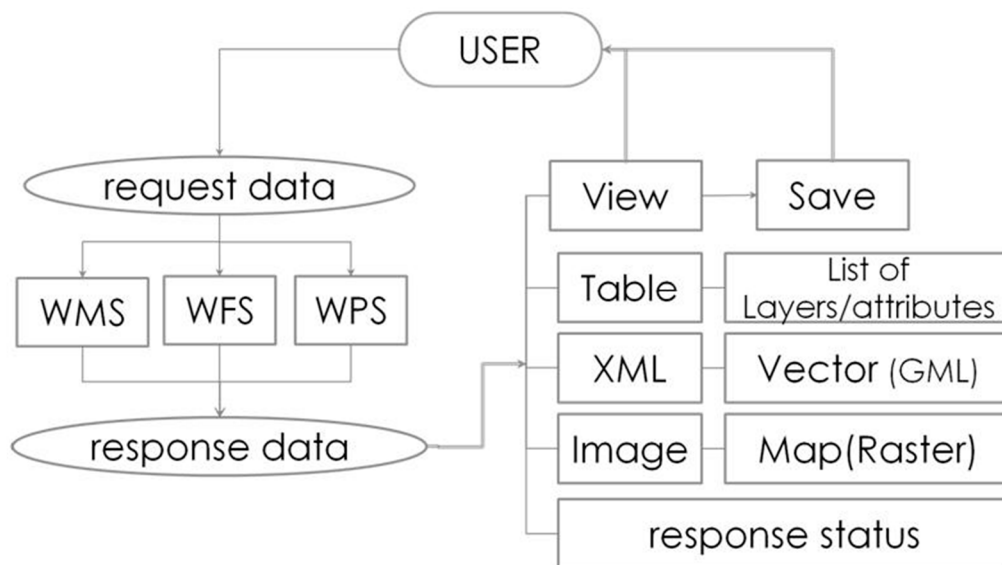 USER
request data
WMS
WFS
WPS
response data
View
Save
Table
List of
Layers/attributes
XML
Vector (GML)
Image
Map(Raster)
response status